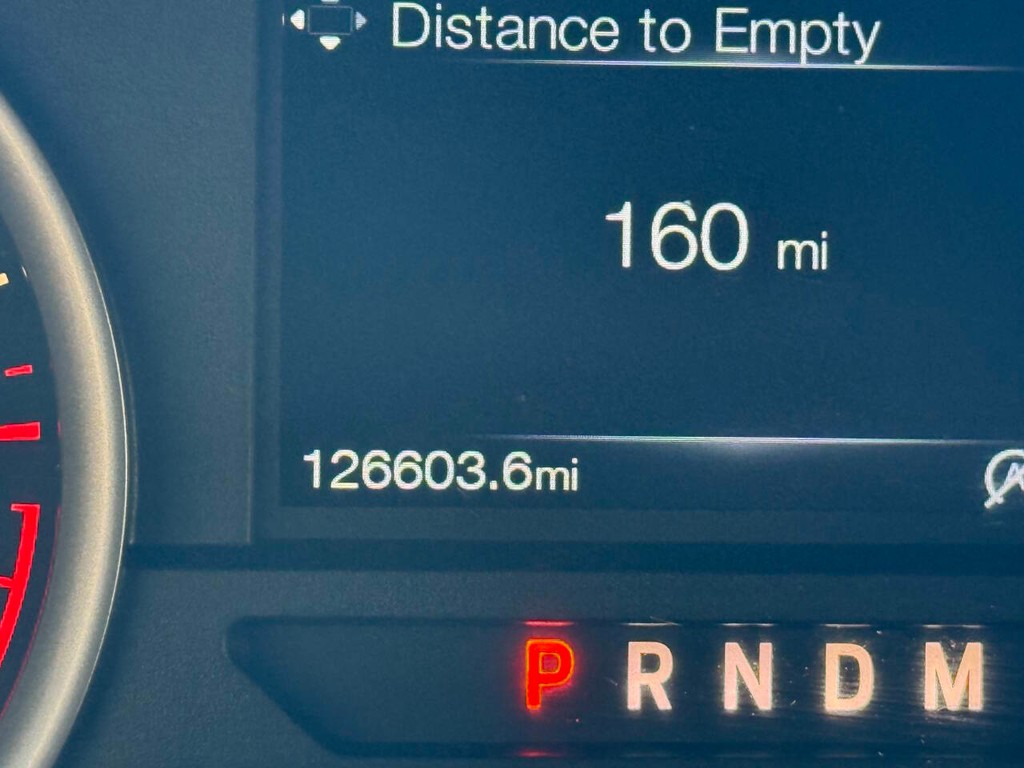 Distance to Empty
160 mi
126603.6mi
P R N D M